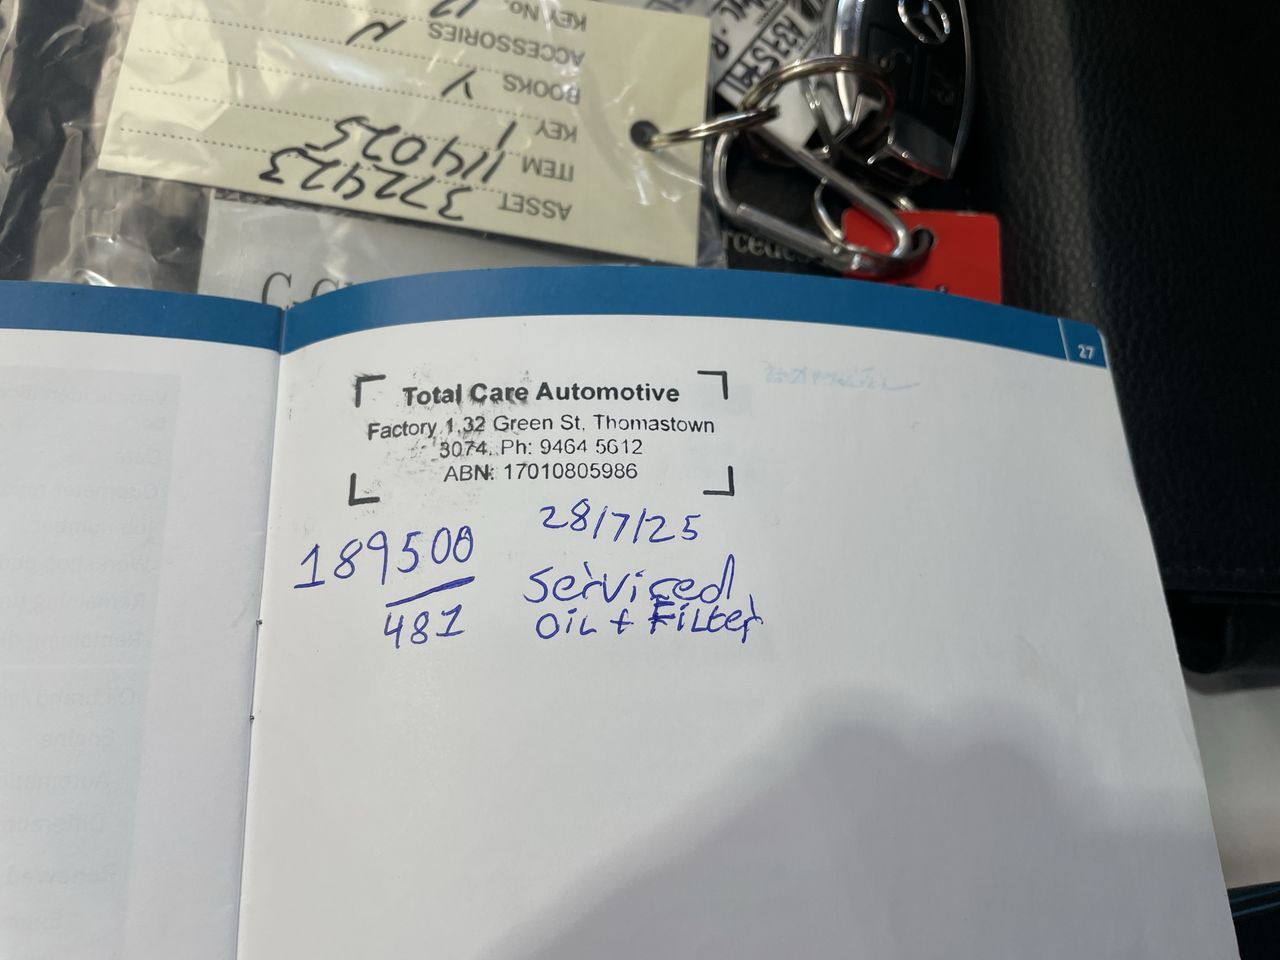 KEY No. 12
ACCESSORIES N
BOOKS Y
KEY 1
ITEM 114025
ASSET 372423
27
Total Care Automotive
Factory 1,32 Green St, Thomastown
3074, Ph: 9464 5612
ABN: 17010805986
28/7/25
189500
481
Serviced
OIL + Filter